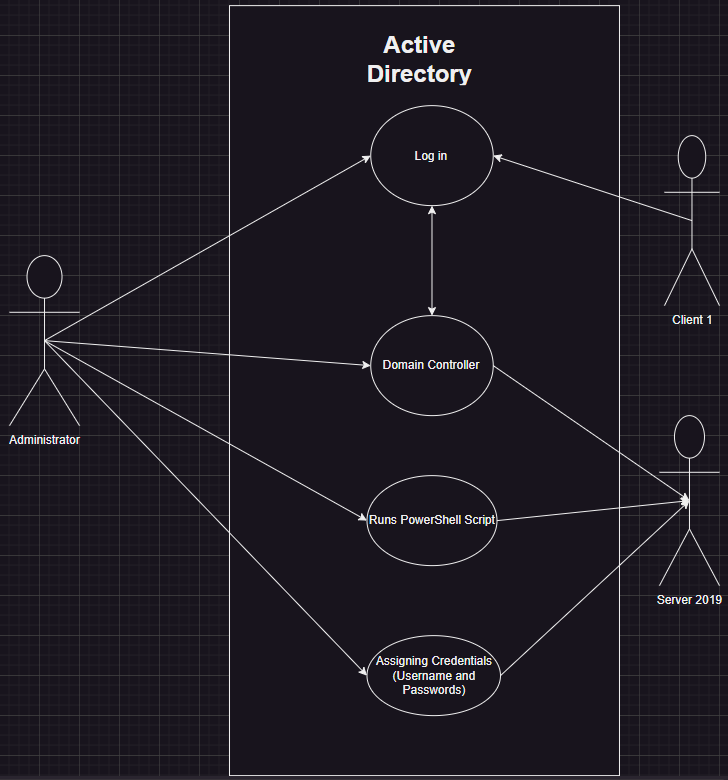 Active
Directory
Log in
Client 1
Domain Controller
Administrator
Runs PowerShell Script
Server 2019
Assigning Credentials
(Username and
Passwords)